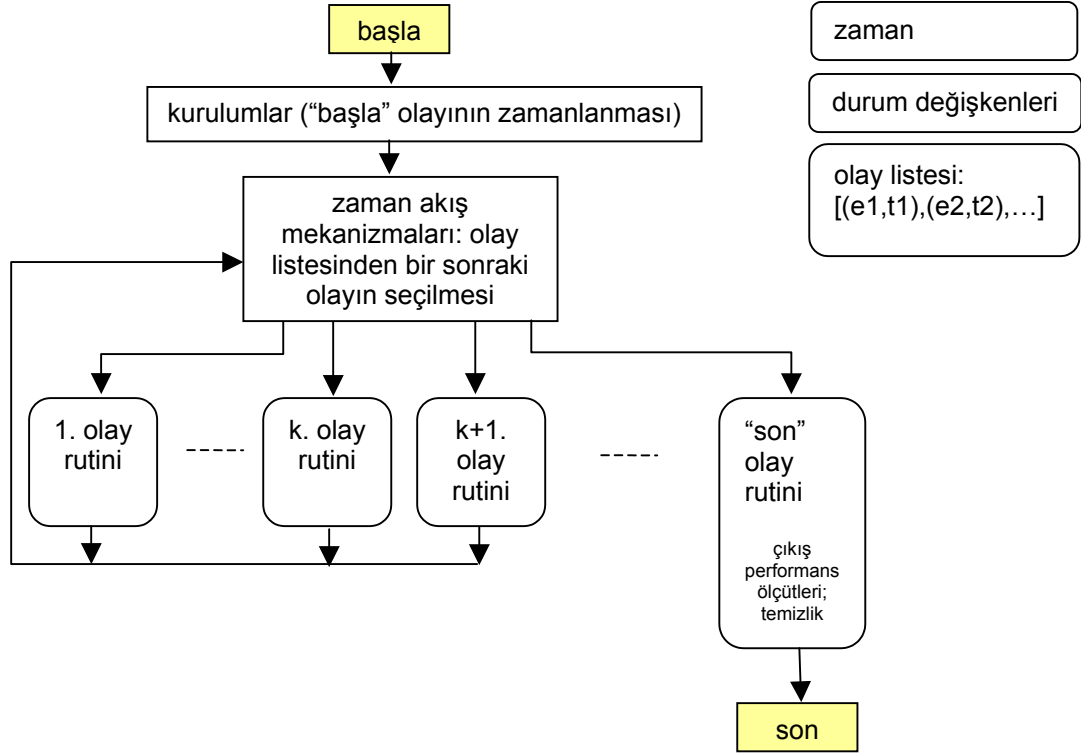 başla
zaman
kurulumlar (“başla” olayının zamanlanması)
durum değişkenleri
zaman akış
mekanizmaları: olay
listesinden bir sonraki
olayın seçilmesi
olay listesi:
[(e1,t1),(e2,t2),…]
1. olay
rutini
k. olay
rutini
k+1.
olay
rutini
“son”
olay
rutini
çıkış
performans
ölçütleri;
temizlik
son